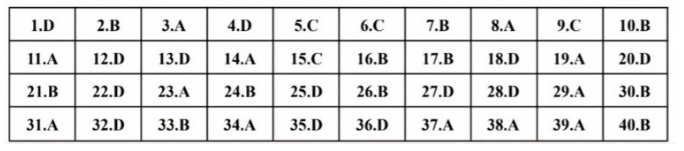 1.D 2.B 3.A 4.D 5.C 6.C 7.B 8.A 9.C 10.B
11.A 12.D 13.D 14.A 15.C 16.B 17.B 18.D 19.A 20.D
21.B 22.D 23.A 24.B 25.D 26.B 27.D 28.D 29.A 30.B
31.A 32.D 33.B 34.A 35.D 36.D 37.A 38.A 39.A 40.B